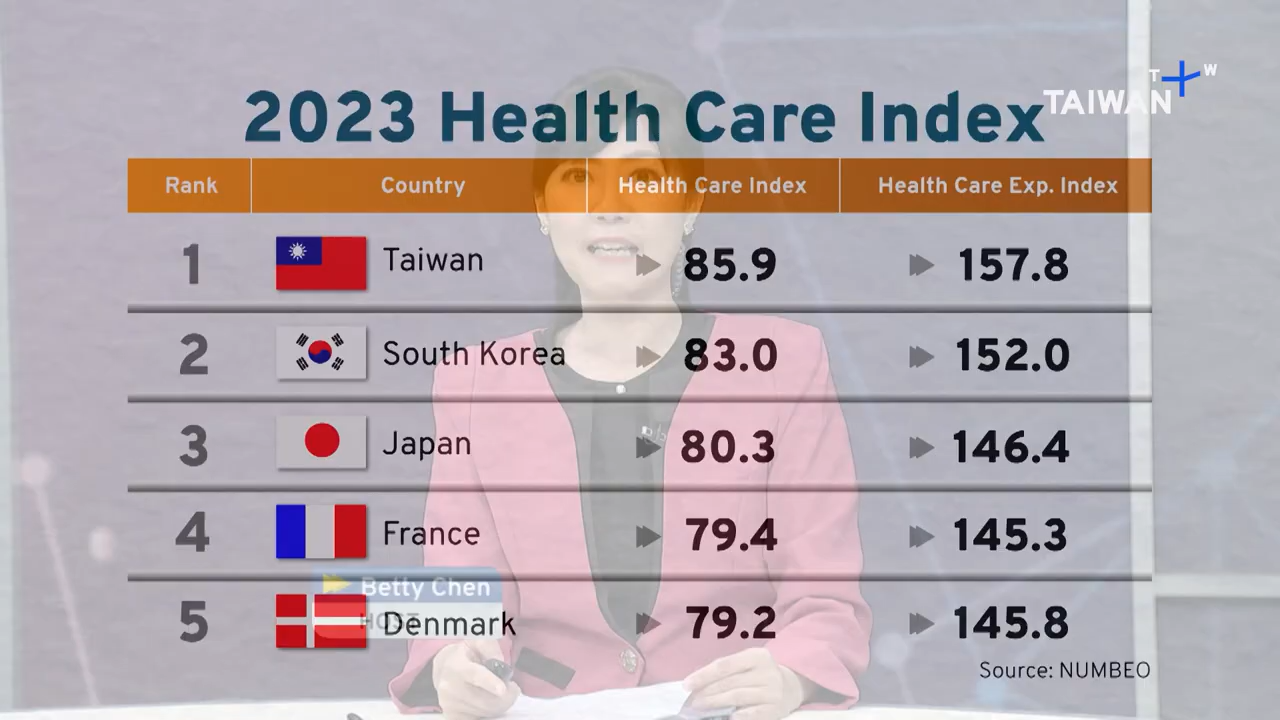 T W
TAIWAN
2023 Health Care Index
Rank Country Health Care Index Health Care Exp. Index
1 Taiwan 85.9 157.8
2 South Korea 83.0 152.0
3 Japan 80.3 146.4
4 France 79.4 145.3
Betty Chen
HOST
5 Denmark 79.2 145.8
Source: NUMBEO